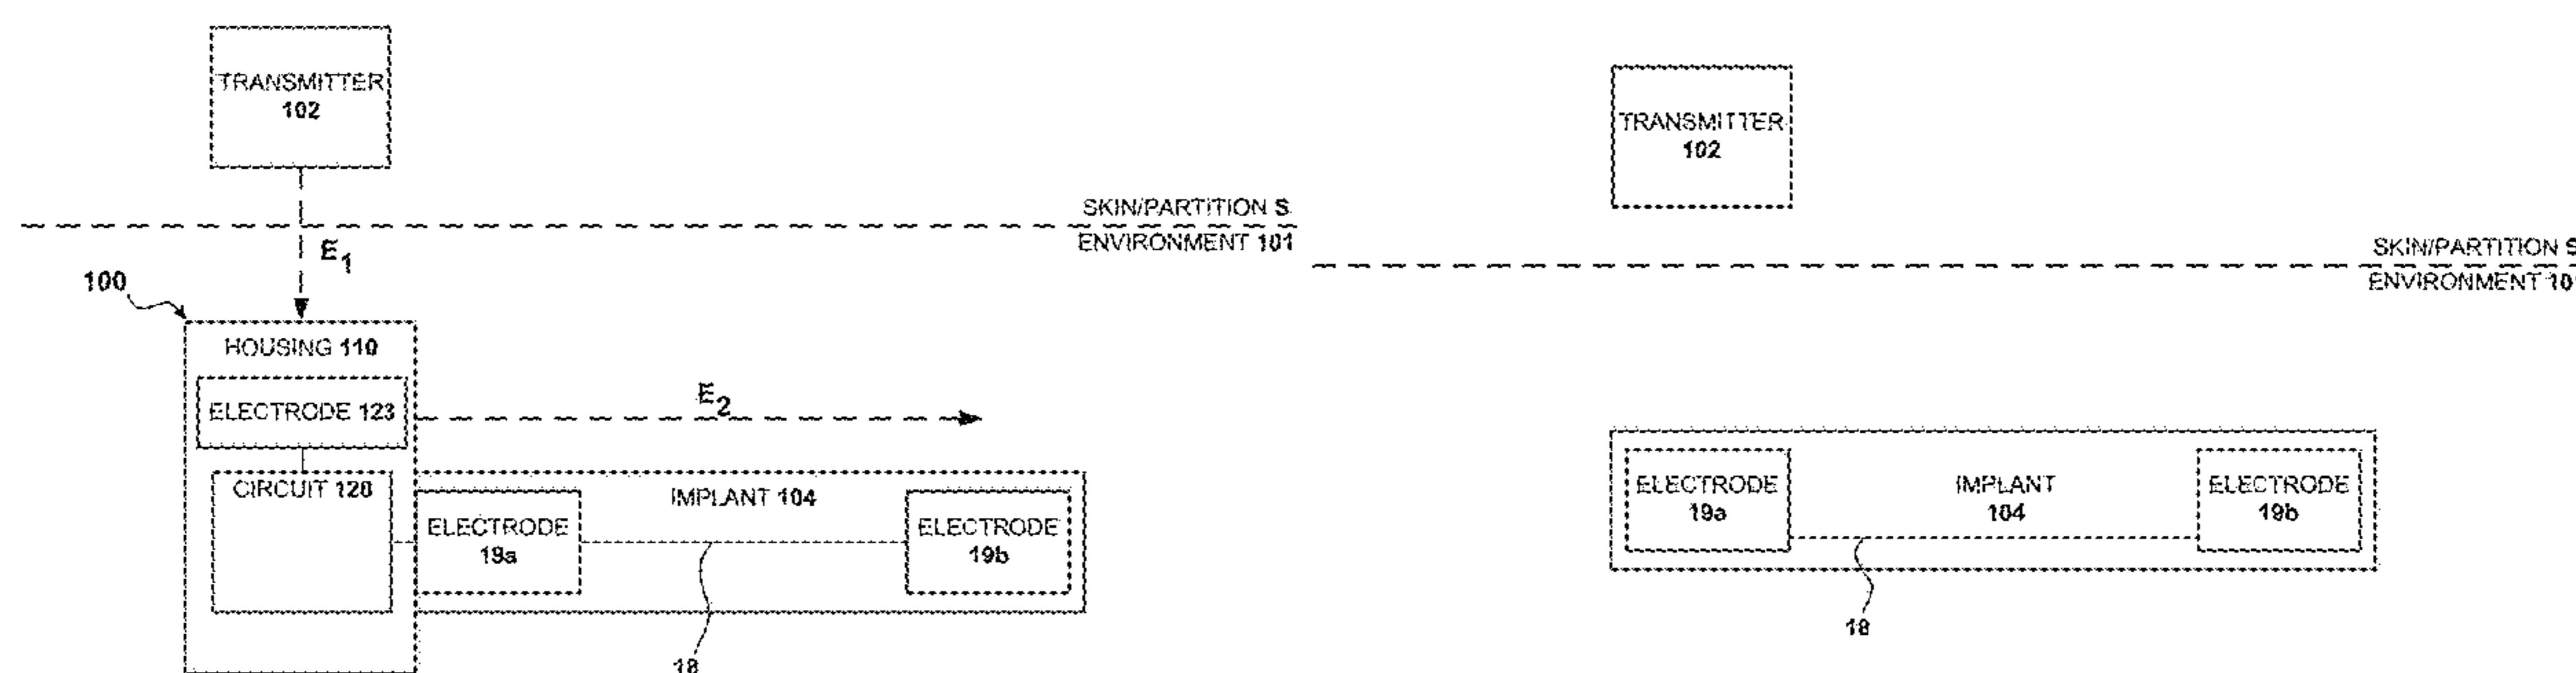 TRANSMITTER
102
SKIN/PARTITION S
ENVIRONMENT 101
E1
100
HOUSING 110
ELECTRODE 123
E2
CIRCUIT 120
ELECTRODE
19a
IMPLANT 104
ELECTRODE
19b
18
TRANSMITTER
102
SKIN/PARTITION S
ENVIRONMENT 101
ELECTRODE
19a
IMPLANT
104
ELECTRODE
19b
18